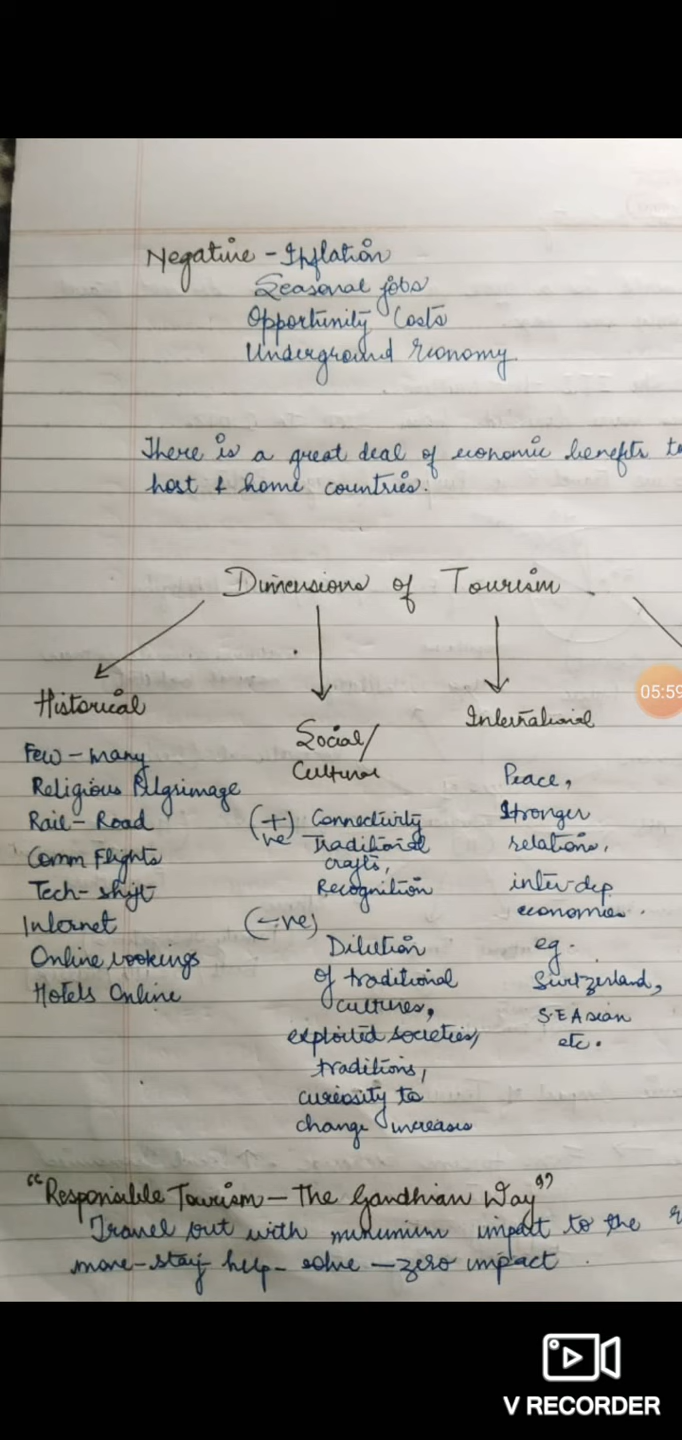 Negative - Inflation
Seasonal jobs
Opportunity Costs
Underground Economy
There is a great deal of economic benefits to
host & home countries.
Dimensions of Tourism
Historical
Few - many
Religious Pilgrimage
Rail - Road
Comm Flights
Tech - shift
Internet
Online bookings
Hotels Online
Social/
Cultural
(+)ve Connectivity
Traditional
crafts,
Recognition
(-ve)
Dilution
of traditional
cultures,
exploited societies,
traditions,
curiosity to
change increases
International
Peace,
Stronger
relations,
inter-dep
economies.
eg.
Switzerland,
S.E Asian
etc.
05:59
"Responsible Tourism - The Gandhian Way"
Travel but with minimum impact to the
move - stay - help - solve - zero impact.
V RECORDER